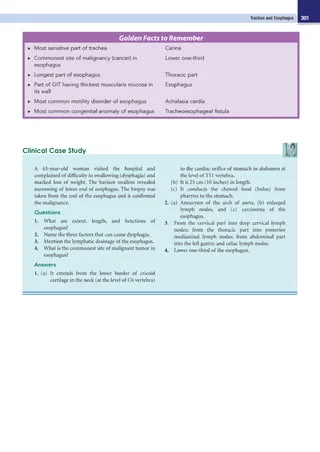 Trachea and Esophagus 301
Golden Facts to Remember
▶ Most sensitive part of trachea Carina
▶ Commonest site of malignancy (cancer) in Lower one-third
esophagus
▶ Longest part of esophagus Thoracic part
▶ Part of GIT having thickest muscularis mucosa in Esophagus
its wall
▶ Most common motility disorder of esophagus Achalasia cardia
▶ Most common congenital anomaly of esophagus Tracheoesophageal fistula
Clinical Case Study
A 65-year-old woman visited the hospital and
complained of difficulty in swallowing (dysphagia) and
marked loss of weight. The barium swallow revealed
narrowing of lower end of esophagus. The biopsy was
taken from the end of the esophagus and it confirmed
the malignancy.
Questions
1. What are extent, length, and functions of
esophagus?
2. Name the three factors that can cause dysphagia.
3. Mention the lymphatic drainage of the esophagus.
4. What is the commonest site of malignant tumor in
esophagus?
Answers
1. (a) It extends from the lower border of cricoid
cartilage in the neck (at the level of C6 vertebra)
to the cardiac orifice of stomach in abdomen at
the level of T11 vertebra.
(b) It is 25 cm (10 inches) in length.
(c) It conducts the chewed food (bolus) from
pharynx to the stomach.
2. (a) Aneurysm of the arch of aorta, (b) enlarged
lymph nodes, and (c) carcinoma of the
esophagus.
3. From the cervical part into deep cervical lymph
nodes; from the thoracic part into posterior
mediastinal lymph nodes; from abdominal part
into the left gastric and celiac lymph nodes.
4. Lower one-third of the esophagus.